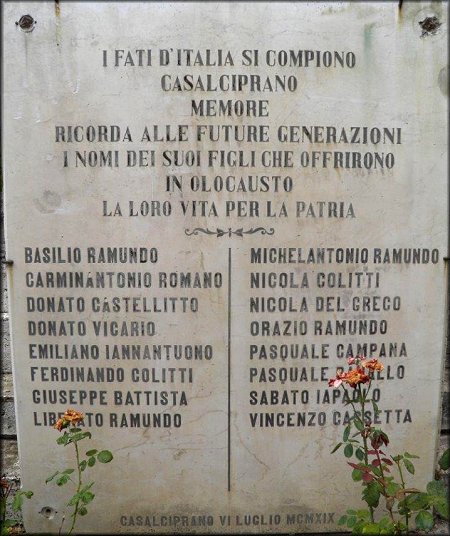 I FATI D'ITALIA SI COMPIONO
CASALCIPRANO
MEMORE
RICORDA ALLE FUTURE GENERAZIONI
I NOMI DEI SUOI FIGLI CHE OFFRIRONO
IN OLOCAUSTO
LA LORO VITA PER LA PATRIA
BASILIO RAMUNDO
CARMINANTONIO ROMANO
DONATO CASTELLITTO
DONATO VICARIO
EMILIANO IANNANTUONO
FERDINANDO COLITTI
GIUSEPPE BATTISTA
LIBERATO RAMUNDO
MICHELANTONIO RAMUNDO
NICOLA COLITTI
NICOLA DEL GRECO
ORAZIO RAMUNDO
PASQUALE CAMPANA
PASQUALE
SABATO IAPAOLO
VINCENZO CASSETTA
CASALCIPRANO VI LUGLIO MCMXIX